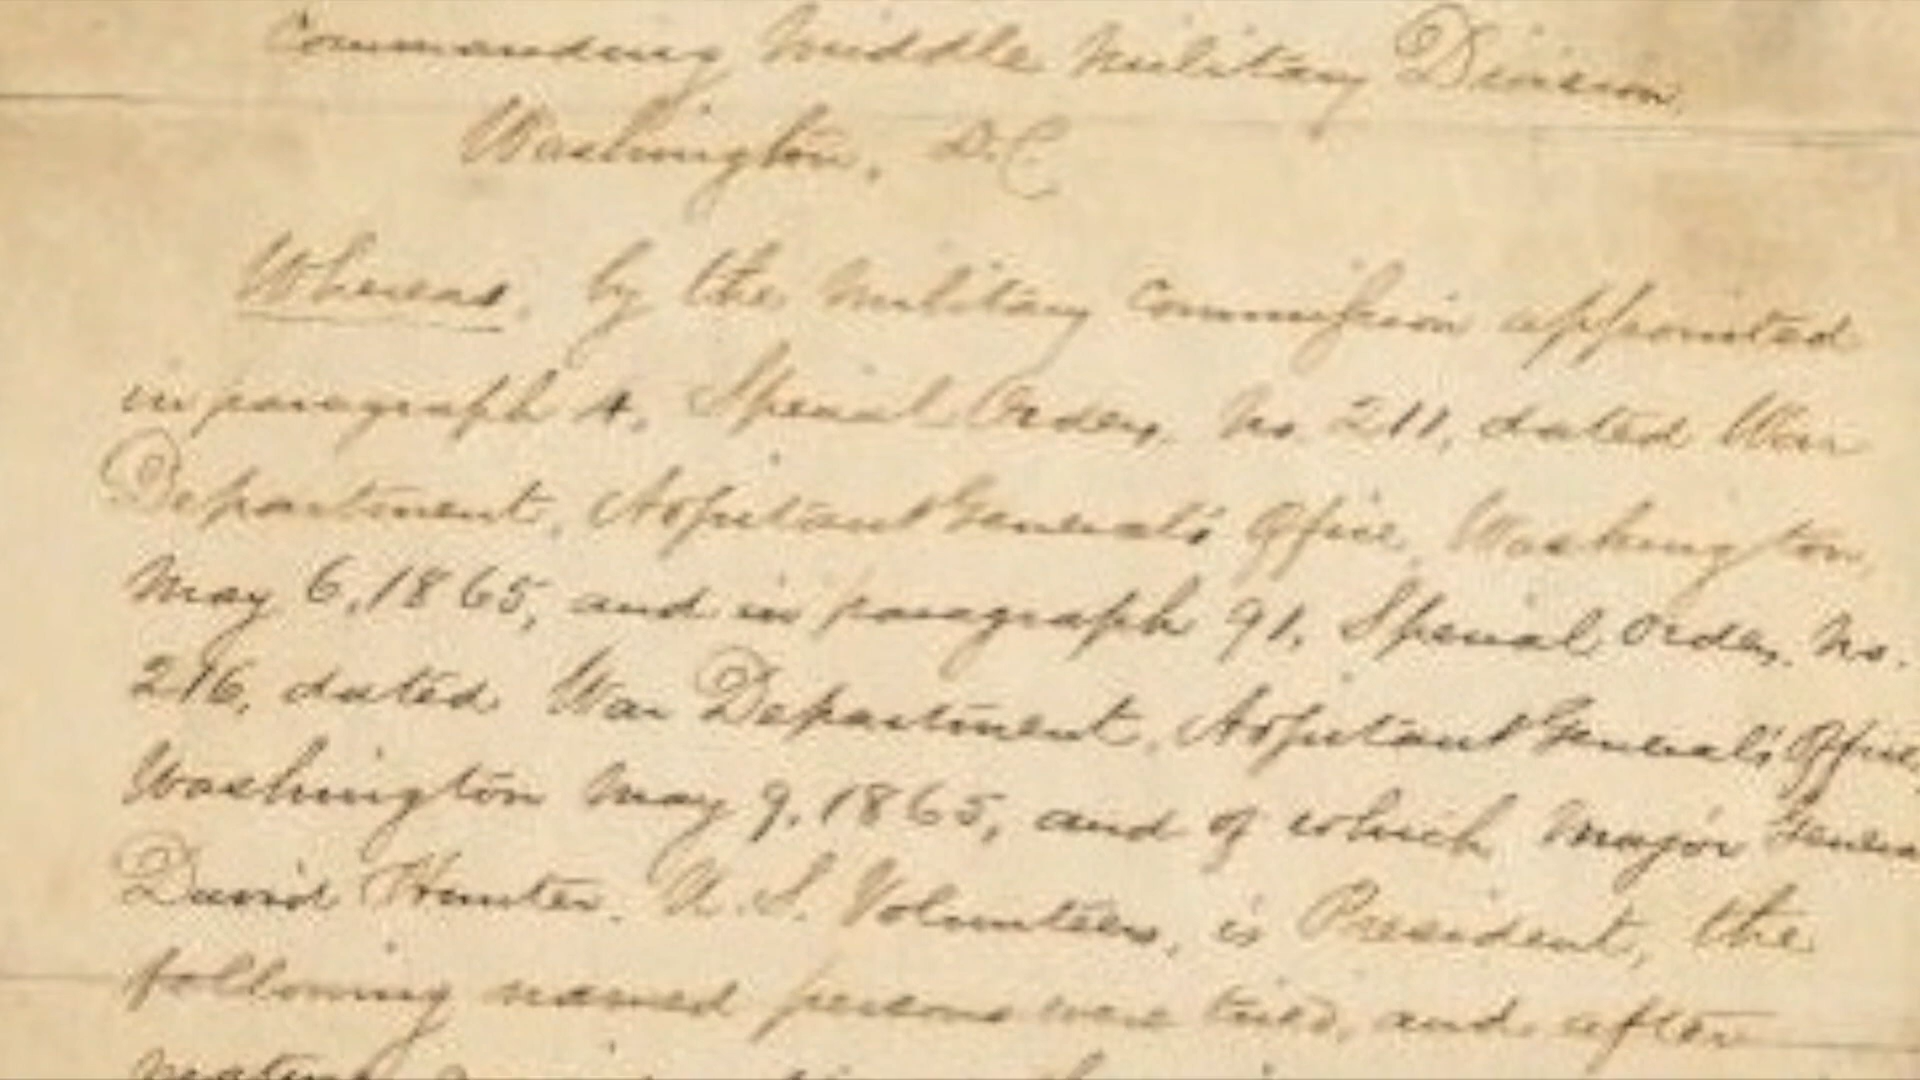 Commanding Middle Military Division
Washington, D.C.
Whereas, by the Military Commission appointed
in paragraph 4, Special Orders, No. 211, dated War
Department, Adjutant General's Office, Washington,
May 6, 1865, and in paragraph 91, Special Orders, No.
216, dated War Department, Adjutant General's Office,
Washington May 9, 1865, and of which Major General
David Hunter, U.S. Volunteers, is President, the
following named persons were tried, and, after